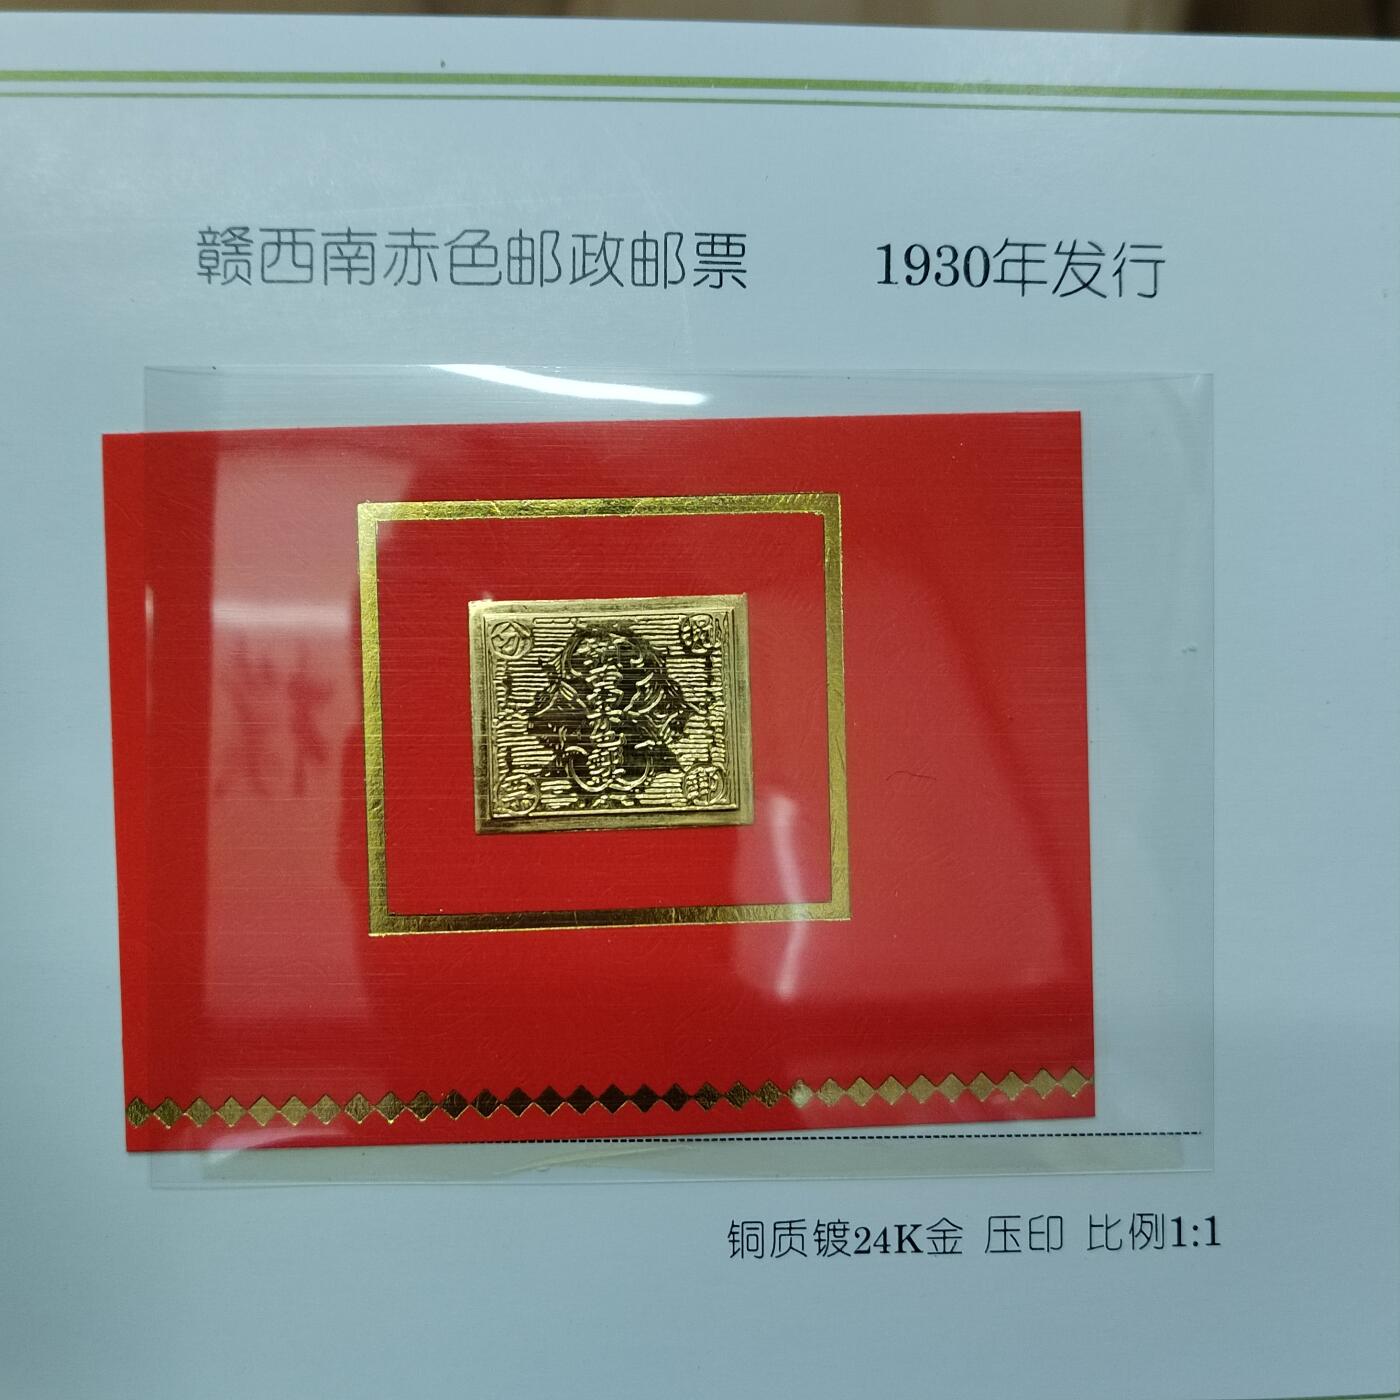 赣西南赤色邮政邮票 1930年发行
铜质镀24K金 压印 比例1:1